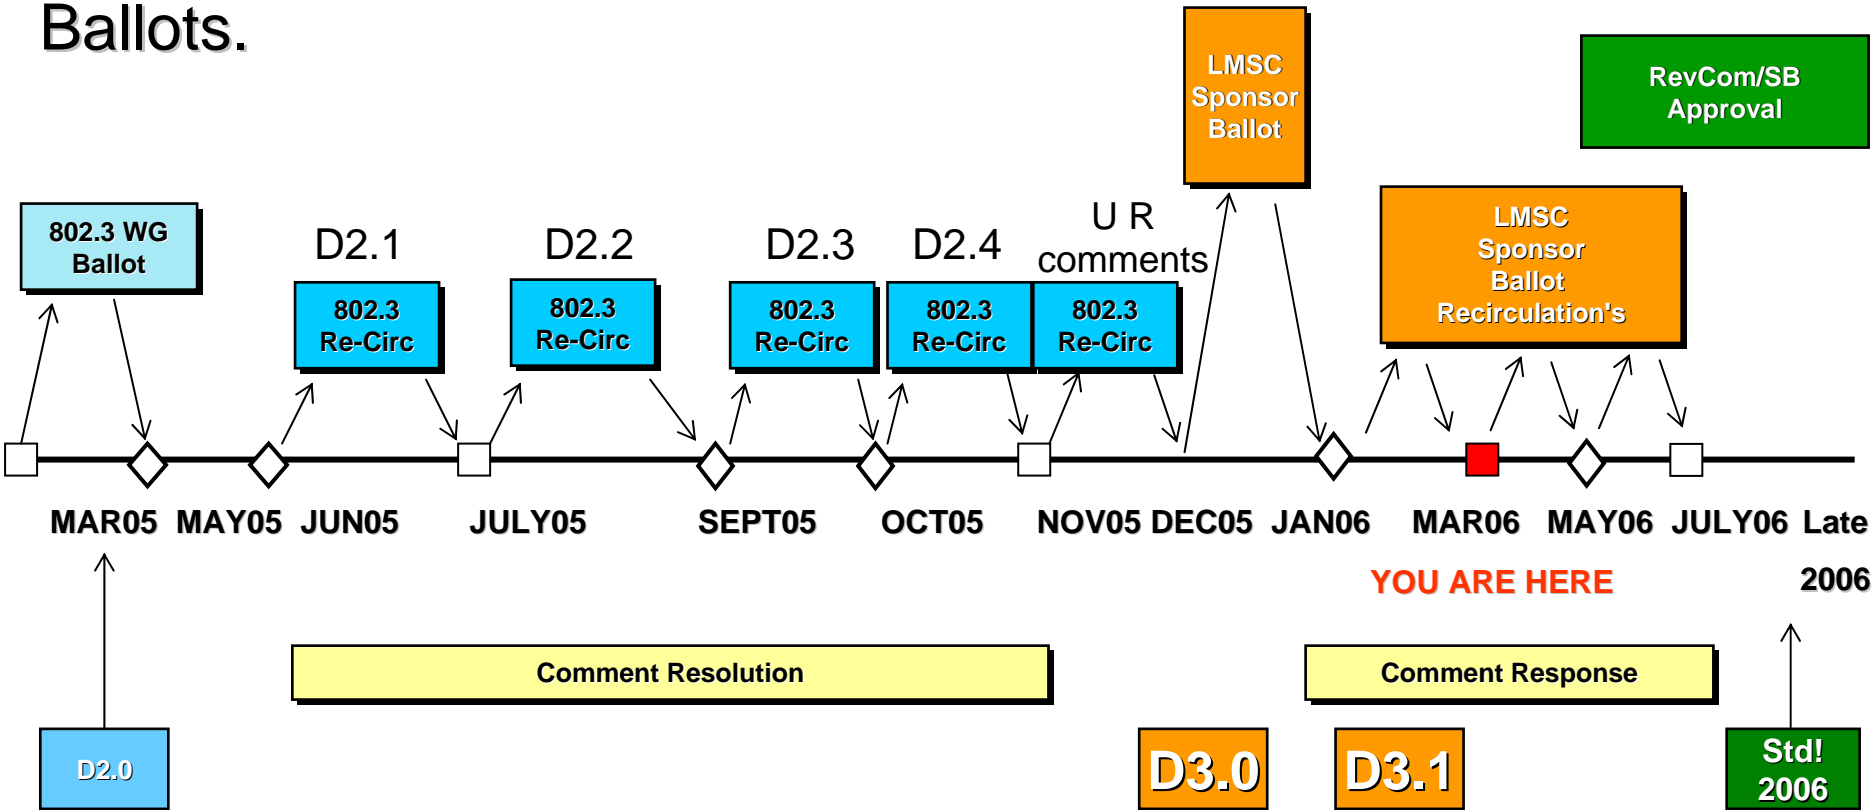 Ballots.
LMSC
Sponsor
Ballot
RevCom/SB
Approval
802.3 WG
Ballot
D2.1
802.3
Re-Circ
D2.2
802.3
Re-Circ
D2.3
802.3
Re-Circ
D2.4
802.3
Re-Circ
U R
comments
802.3
Re-Circ
LMSC
Sponsor
Ballot
Recirculation's
MAR05 MAY05 JUN05 JULY05 SEPT05 OCT05 NOV05 DEC05 JAN06 MAR06 MAY06 JULY06 Late
2006
YOU ARE HERE
Comment Resolution
Comment Response
D2.0
D3.0
D3.1
Std!
2006